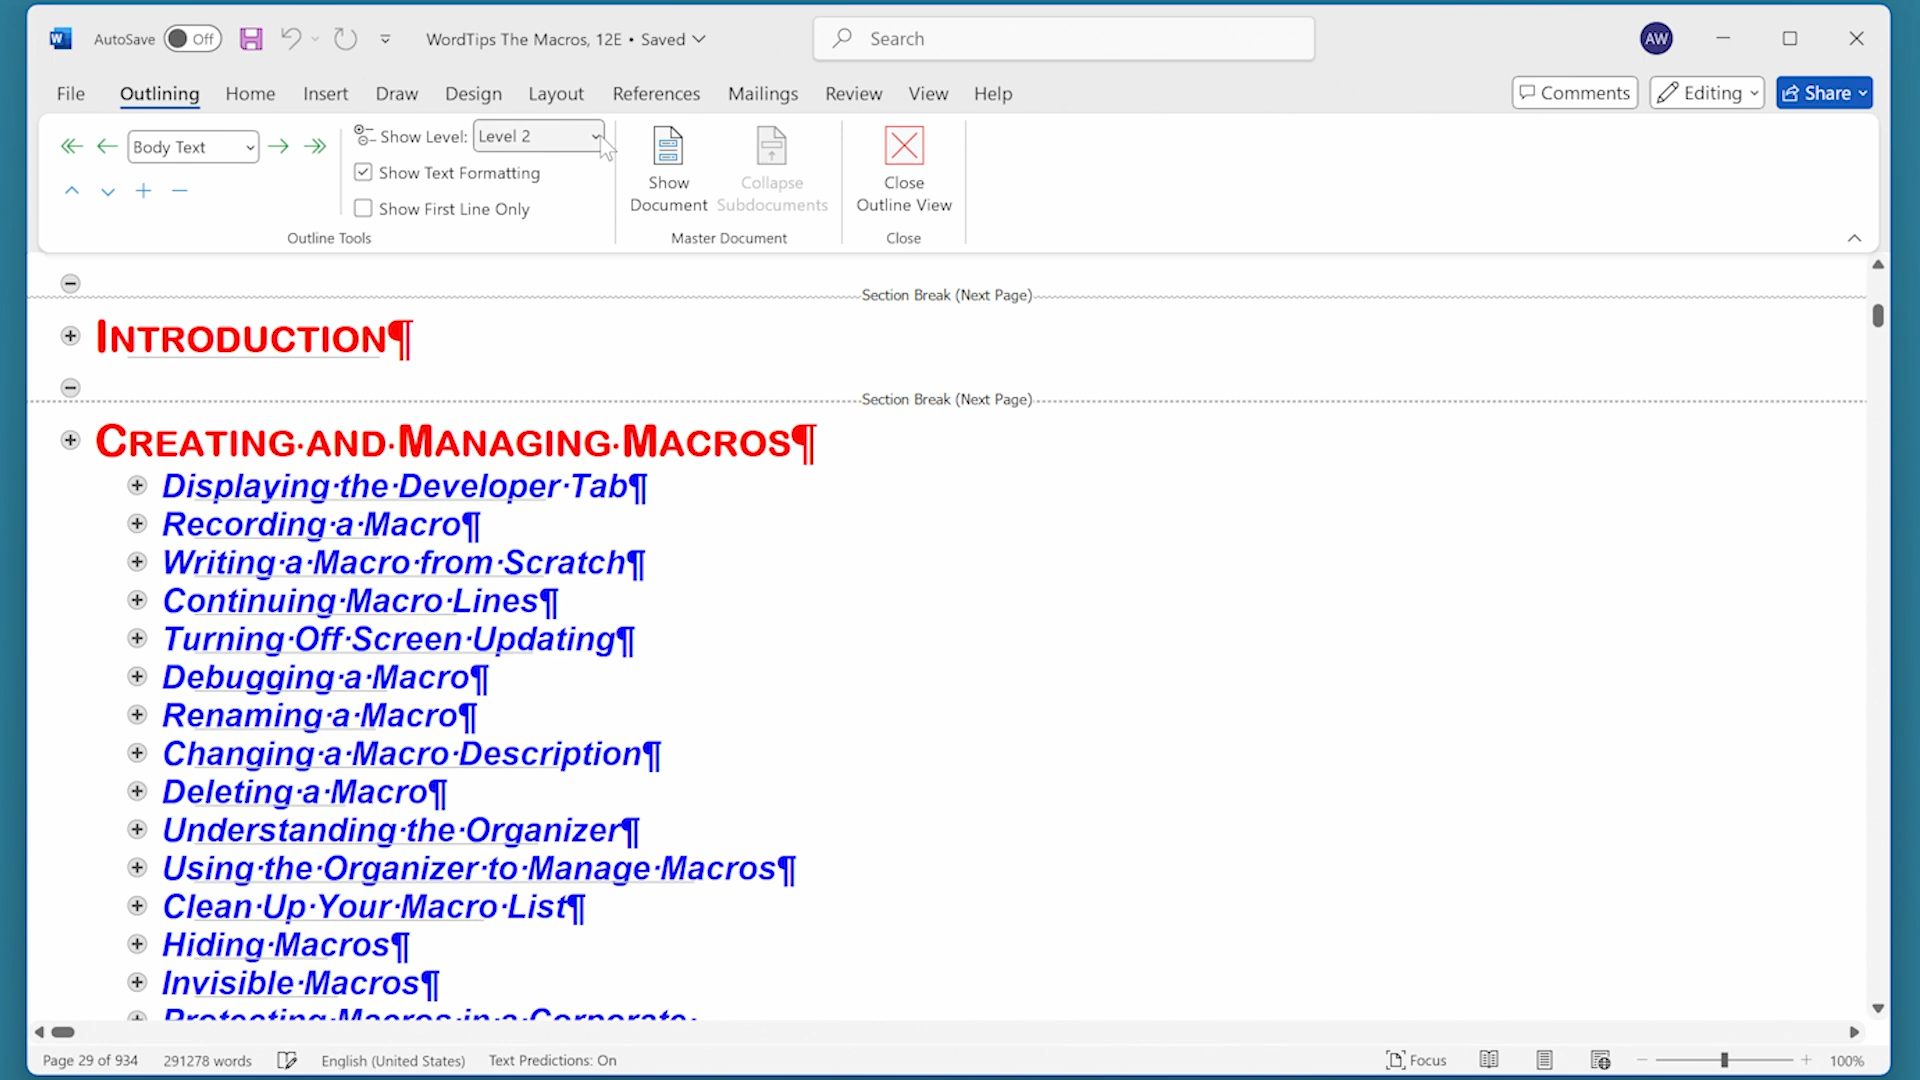 AutoSave Off WordTips The Macros, 12E • Saved Search AW
File Outlining Home Insert Draw Design Layout References Mailings Review View Help Comments Editing Share
Body Text Show Level: Level 2
Show Text Formatting
Show First Line Only
Outline Tools
Show Document
Collapse Subdocuments
Master Document
Close Outline View
Close
Section Break (Next Page)
INTRODUCTION¶
Section Break (Next Page)
CREATING·AND·MANAGING·MACROS¶
Displaying·the·Developer·Tab¶
Recording·a·Macro¶
Writing·a·Macro·from·Scratch¶
Continuing·Macro·Lines¶
Turning·Off·Screen·Updating¶
Debugging·a·Macro¶
Renaming·a·Macro¶
Changing·a·Macro·Description¶
Deleting·a·Macro¶
Understanding·the·Organizer¶
Using·the·Organizer·to·Manage·Macros¶
Clean·Up·Your·Macro·List¶
Hiding·Macros¶
Invisible·Macros¶
Protecting·Macros·in·a·Corporate·
Page 29 of 934 291278 words English (United States) Text Predictions: On Focus 100%